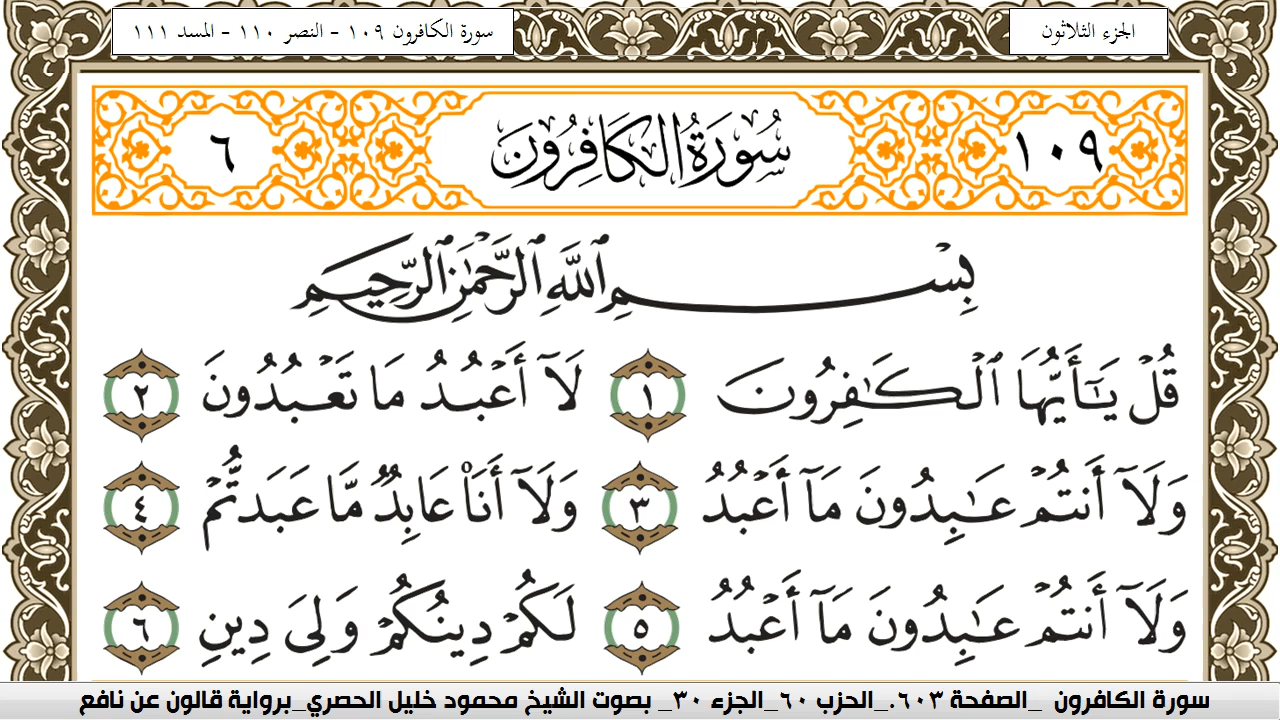 الجزء الثلاثون
سورة الكافرون ١٠٩ - النصر ١١٠ - المسد ١١١
١٠٩ سُورَةُ الكَافِرُونَ ٦
بِسْمِ ٱللَّهِ ٱلرَّحْمَٰنِ ٱلرَّحِيمِ
قُلْ يَٰٓأَيُّهَا ٱلْكَٰفِرُونَ ١ لَآ أَعْبُدُ مَا تَعْبُدُونَ ٢
وَلَآ أَنتُمْ عَٰبِدُونَ مَآ أَعْبُدُ ٣ وَلَآ أَنَا۠ عَابِدٌ مَّا عَبَدتُّمْ ٤
وَلَآ أَنتُمْ عَٰبِدُونَ مَآ أَعْبُدُ ٥ لَكُمْ دِينُكُمْ وَلِىَ دِينِ ٦
سورة الكافرون _الصفحة ٦٠٣._الحزب ٦٠_الجزء ٣٠_ بصوت الشيخ محمود خليل الحصري_برواية قالون عن نافع